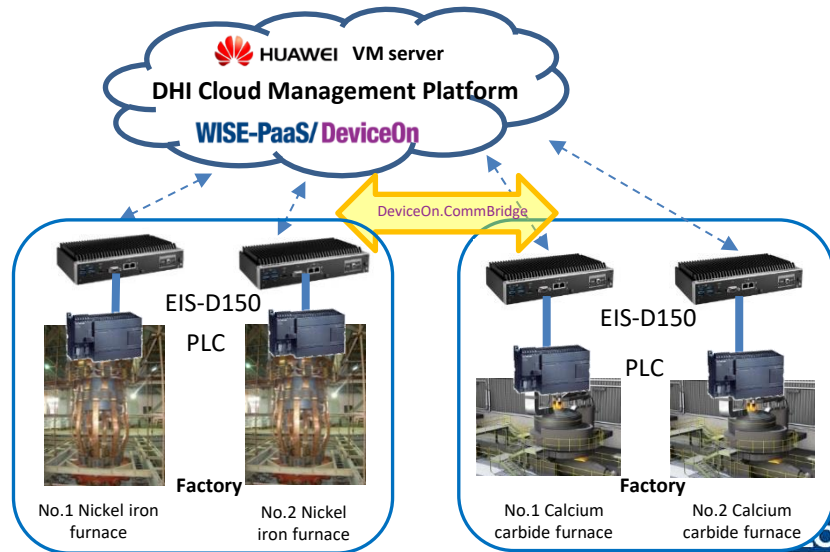 HUAWEI VM server
DHI Cloud Management Platform
WISE-PaaS/ DeviceOn
DeviceOn.CommBridge
EIS-D150
PLC
EIS-D150
PLC
Factory
Factory
No.1 Nickel iron
furnace
No.2 Nickel
iron furnace
No.1 Calcium
carbide furnace
No.2 Calcium
carbide furnace